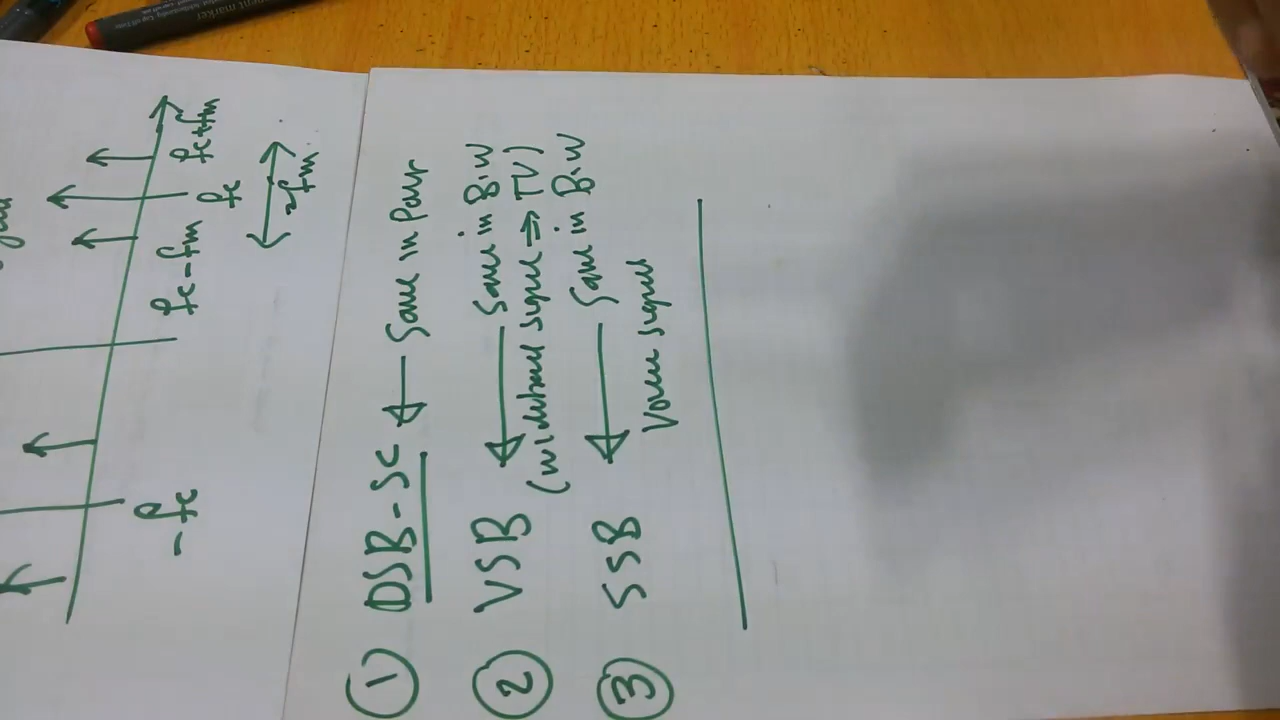 fc+fm
fc
fc-fm
2fm
-fc
① DSB-SC ← Save in Power
② VSB ← Save in B.W
(wideband signal ⇒ TV)
③ SSB ← Save in B.W
Voice signal